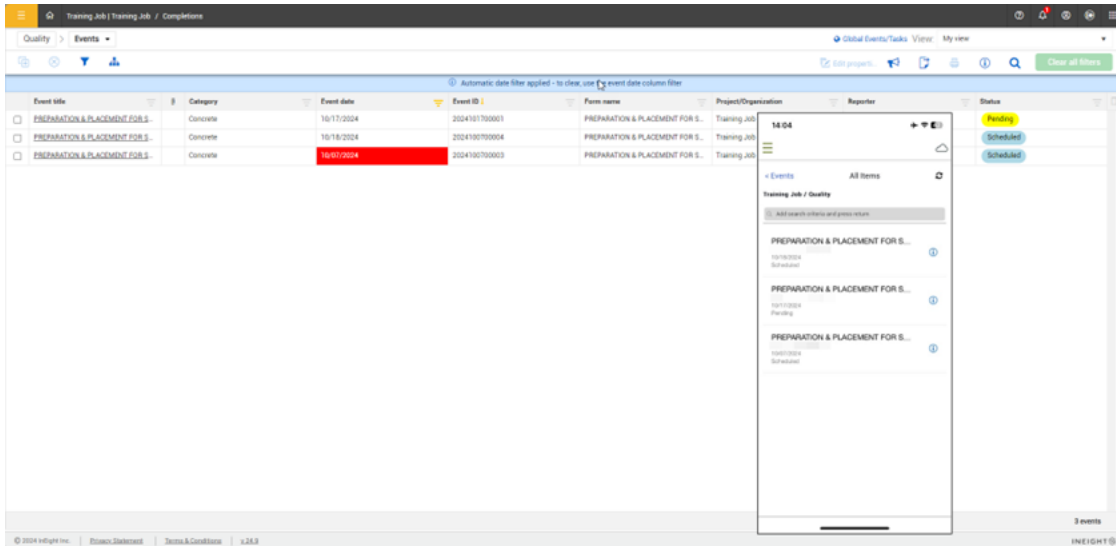 Training Job | Training Job / Completions
Quality > Events
Global Events/Tasks View: My view
Edit properti..
Clear all filters
Automatic date filter applied - to clear, use the event date column filter
Event title Category Event date Event ID Form name Project/Organization Reporter Status
PREPARATION & PLACEMENT FOR S... Concrete 10/17/2024 2024101700001 PREPARATION & PLACEMENT FOR S... Training Job Pending
PREPARATION & PLACEMENT FOR S... Concrete 10/18/2024 2024100700004 PREPARATION & PLACEMENT FOR S... Training Job Scheduled
PREPARATION & PLACEMENT FOR S... Concrete 10/07/2024 2024100700003 PREPARATION & PLACEMENT FOR S... Training Job Scheduled
14:04
< Events All Items
Training Job / Quality
Add search criteria and press return
PREPARATION & PLACEMENT FOR S...
10/18/2024
Scheduled
PREPARATION & PLACEMENT FOR S...
10/17/2024
Pending
PREPARATION & PLACEMENT FOR S...
10/07/2024
Scheduled
3 events
© 2024 InEight Inc. | Privacy Statement | Terms & Conditions | v 24.9
INEIGHT